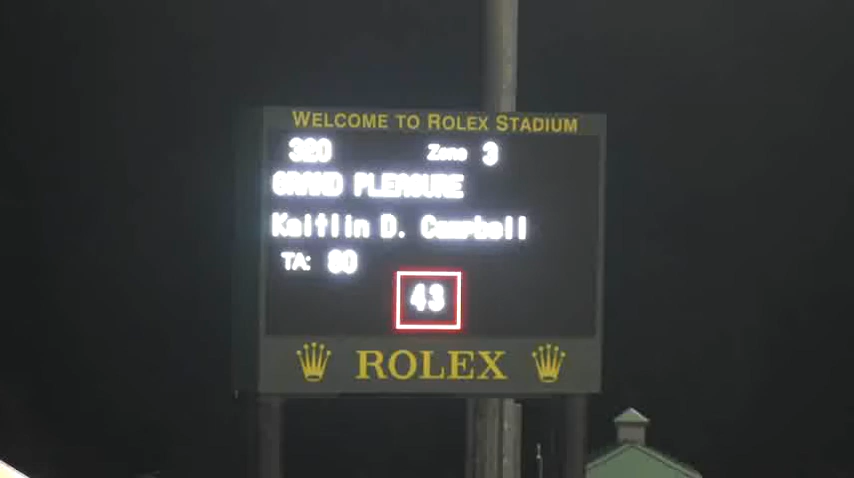 WELCOME TO ROLEX STADIUM
320 Zone 3
GRAND PLEASURE
Kaitlin D. Campbell
TA: 80
43
ROLEX